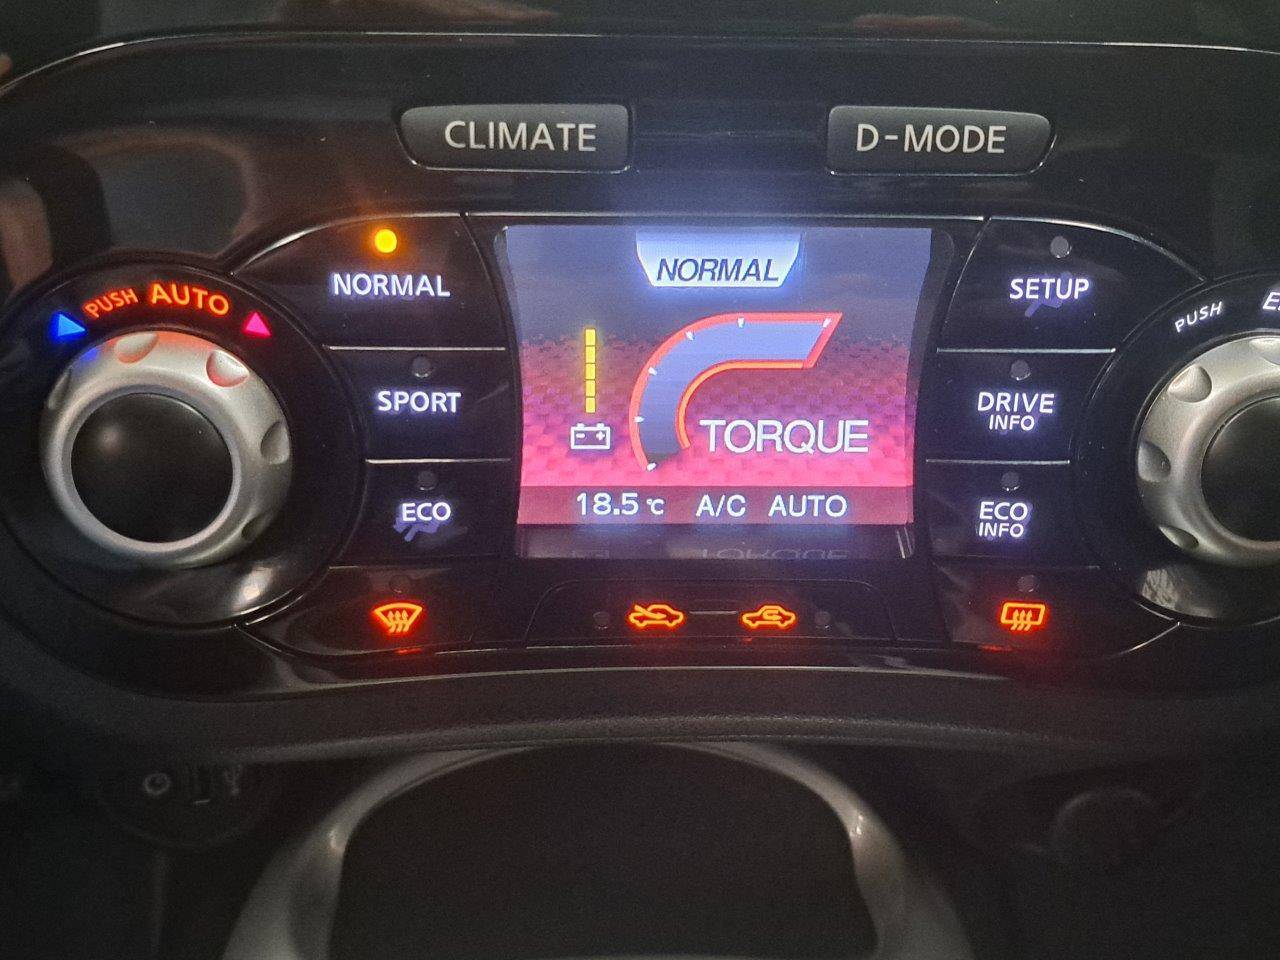 CLIMATE
D-MODE
NORMAL
PUSH AUTO
SPORT
ECO
NORMAL
TORQUE
18.5 °C A/C AUTO
SETUP
DRIVE
INFO
ECO
INFO
PUSH